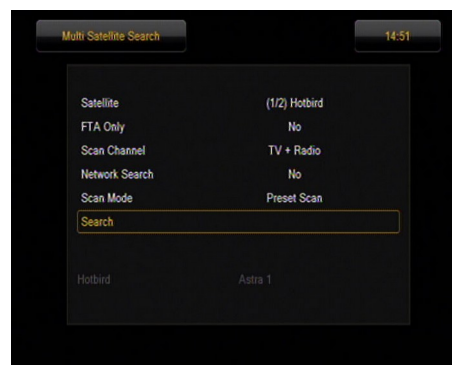 Multi Satellite Search 14:51
Satellite (1/2) Hotbird
FTA Only No
Scan Channel TV + Radio
Network Search No
Scan Mode Preset Scan
Search
Hotbird Astra 1